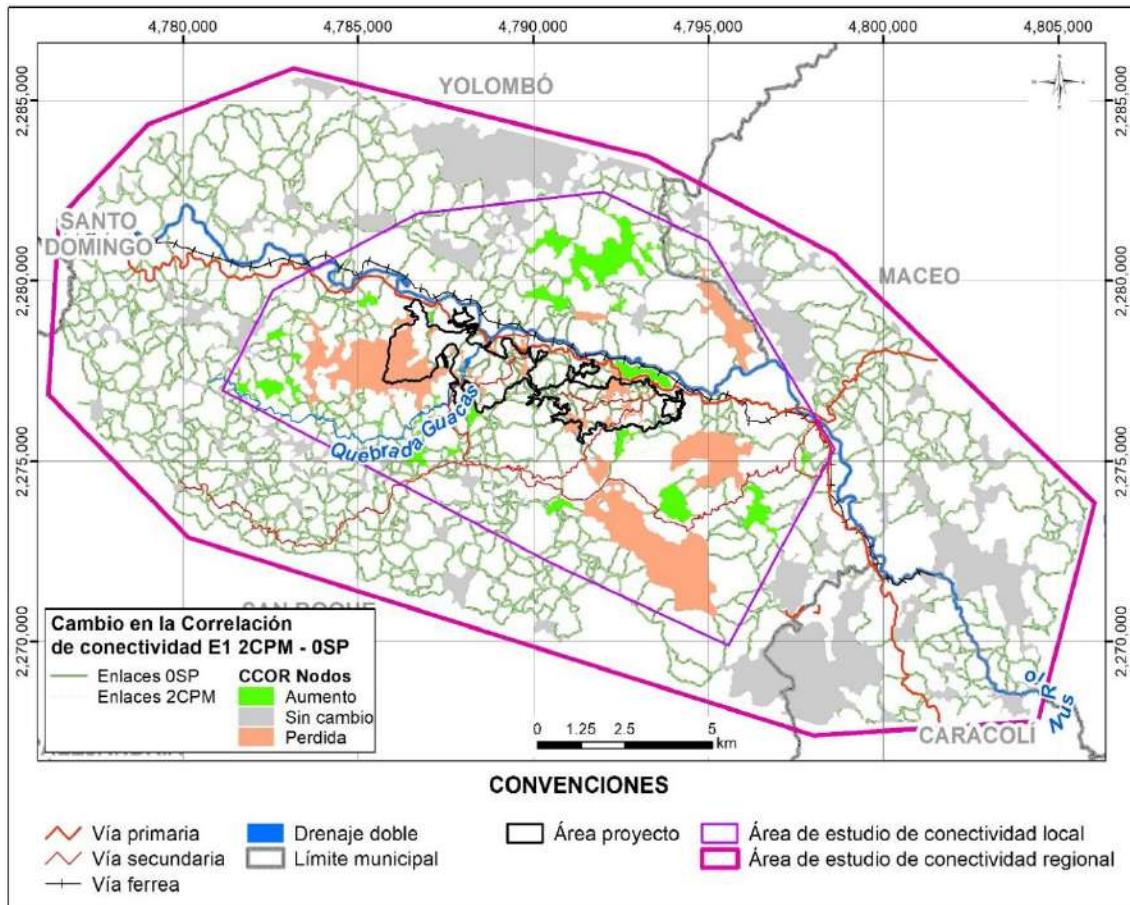 4,780,000 4,785,000 4,790,000 4,795,000 4,800,000 4,805,000
YOLOMBÓ
2,285,000 2,285,000
SANTO
DOMINGO
MACEO
2,280,000 2,280,000
Quebrada Guacas
2,275,000 2,275,000
SAN ROQUE
2,270,000 2,270,000
Cambio en la Correlación
de conectividad E1 2CPM - 0SP
Enlaces 0SP
Enlaces 2CPM
CCOR Nodos
Aumento
Sin cambio
Perdida
0 1.25 2.5 5
km
CARACOLÍ
Nus
CONVENCIONES
Vía primaria
Vía secundaria
Vía ferrea
Drenaje doble
Límite municipal
Área proyecto
Área de estudio de conectividad local
Área de estudio de conectividad regional